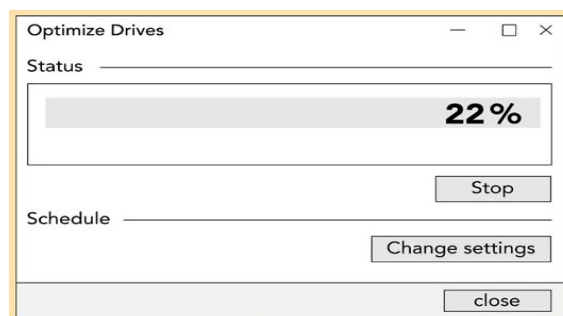 Optimize Drives
Status
22%
Stop
Schedule
Change settings
close